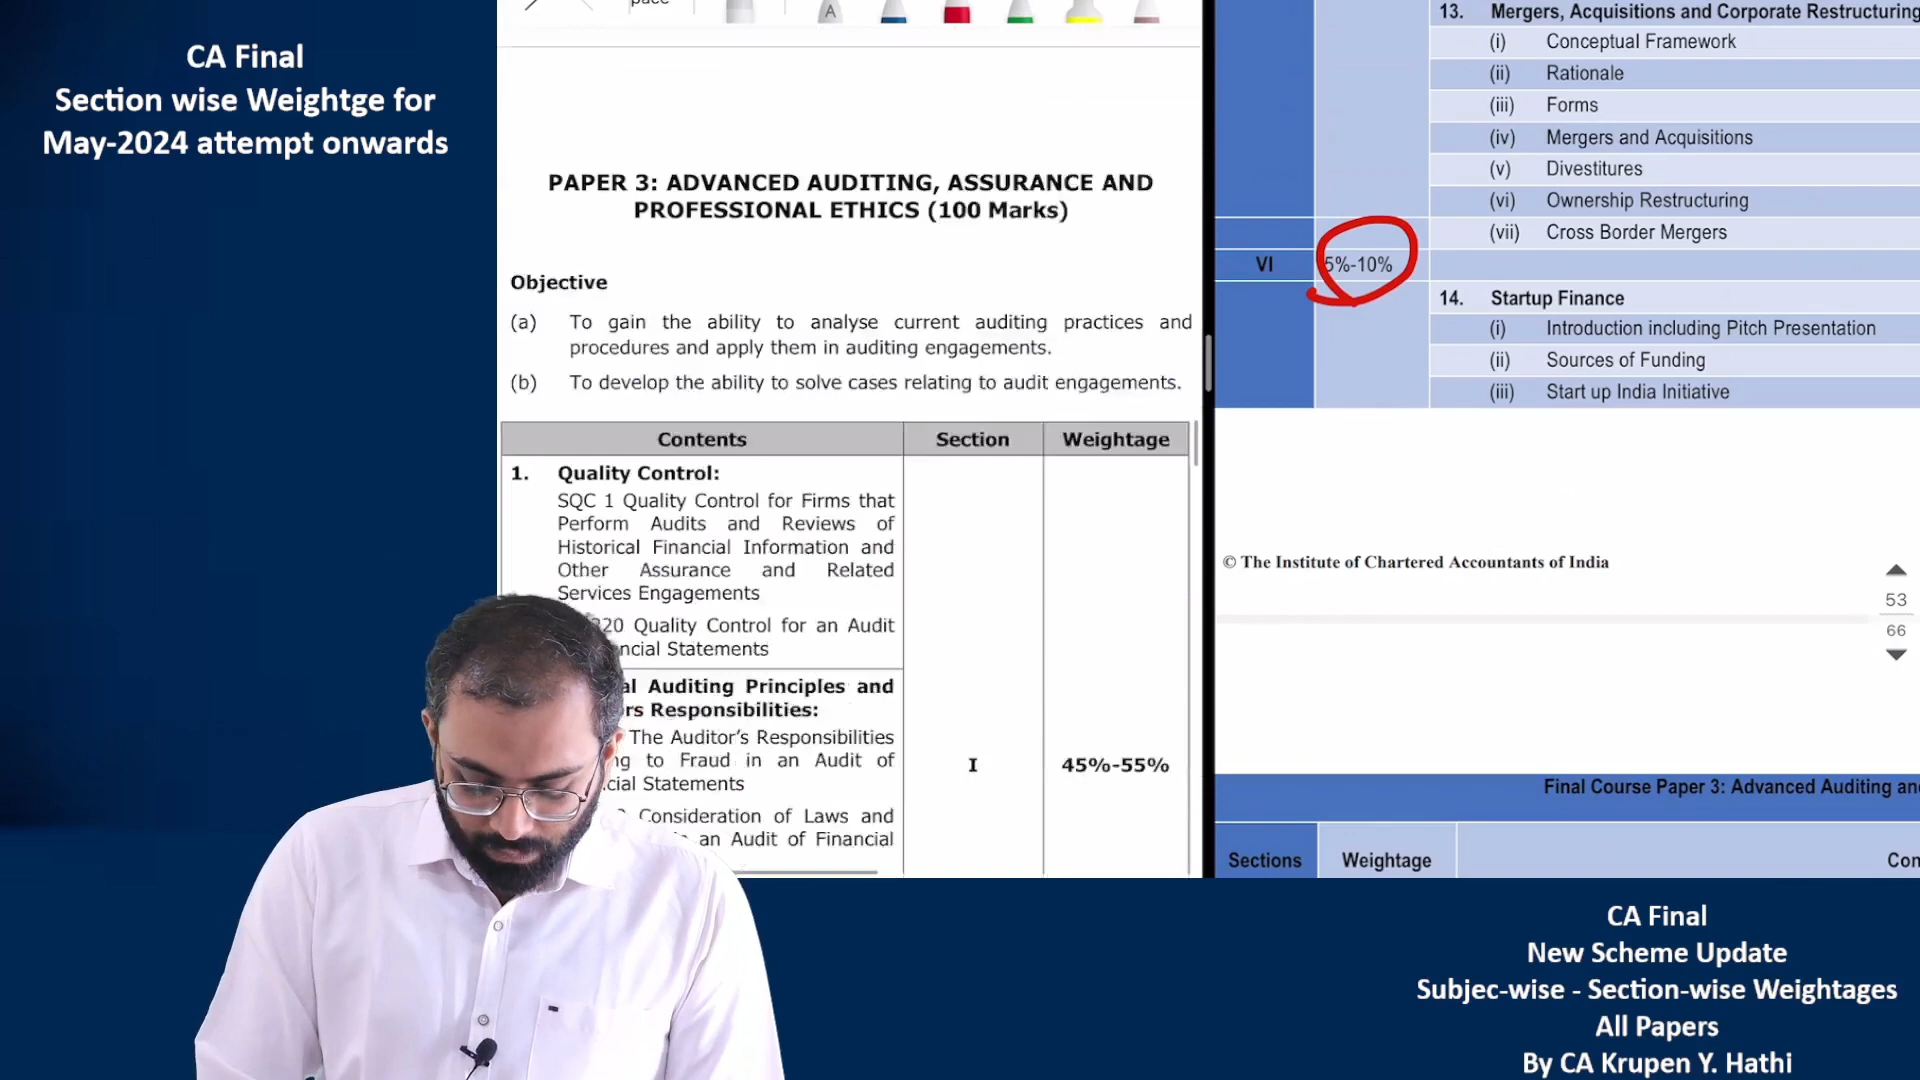 CA Final
Section wise Weightge for
May-2024 attempt onwards
A
PAPER 3: ADVANCED AUDITING, ASSURANCE AND
PROFESSIONAL ETHICS (100 Marks)
Objective
(a) To gain the ability to analyse current auditing practices and
procedures and apply them in auditing engagements.
(b) To develop the ability to solve cases relating to audit engagements.
Contents Section Weightage
1. Quality Control:
SQC 1 Quality Control for Firms that
Perform Audits and Reviews of
Historical Financial Information and
Other Assurance and Related
Services Engagements
220 Quality Control for an Audit
Statements
Auditing Principles and
Responsibilities:
The Auditor's Responsibilities
to Fraud in an Audit of
Statements
I 45%-55%
Consideration of Laws and
an Audit of Financial
13. Mergers, Acquisitions and Corporate Restructuring
(i) Conceptual Framework
(ii) Rationale
(iii) Forms
(iv) Mergers and Acquisitions
(v) Divestitures
(vi) Ownership Restructuring
(vii) Cross Border Mergers
VI 5%-10%
14. Startup Finance
(i) Introduction including Pitch Presentation
(ii) Sources of Funding
(iii) Start up India Initiative
© The Institute of Chartered Accountants of India
53
66
Final Course Paper 3: Advanced Auditing
Sections Weightage
CA Final
New Scheme Update
Subjec-wise - Section-wise Weightages
All Papers
By CA Krupen Y. Hathi